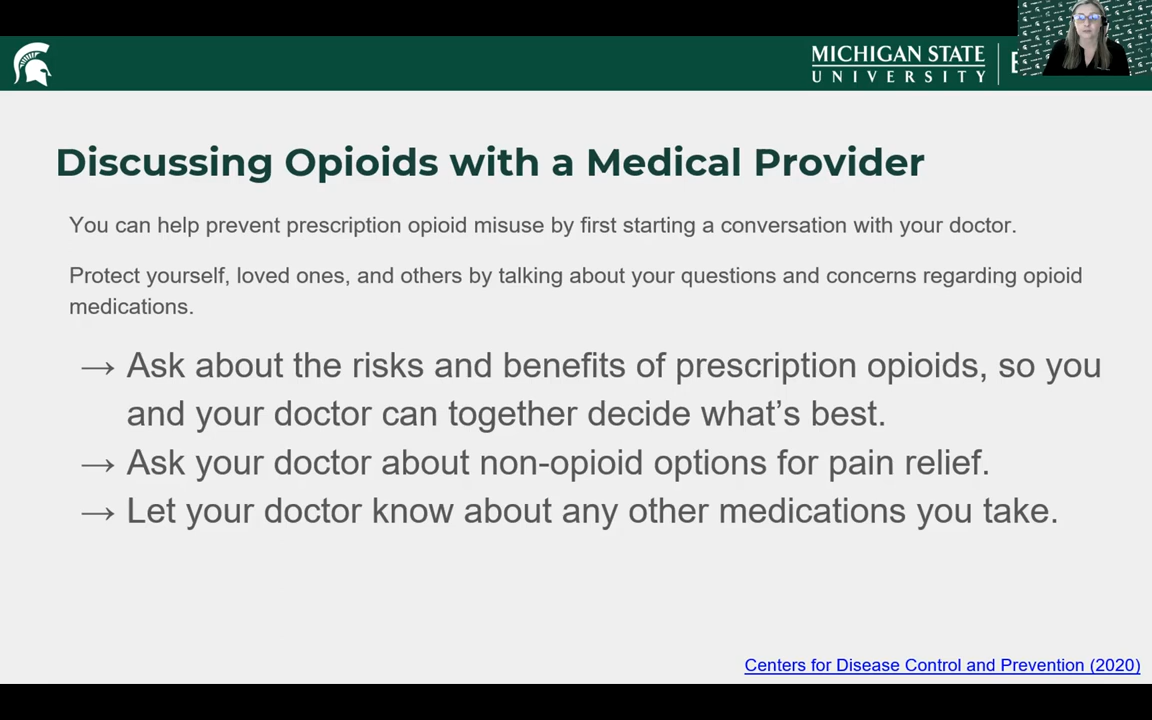 MICHIGAN STATE
UNIVERSITY
Discussing Opioids with a Medical Provider
You can help prevent prescription opioid misuse by first starting a conversation with your doctor.
Protect yourself, loved ones, and others by talking about your questions and concerns regarding opioid
medications.
→ Ask about the risks and benefits of prescription opioids, so you
and your doctor can together decide what’s best.
→ Ask your doctor about non-opioid options for pain relief.
→ Let your doctor know about any other medications you take.
Centers for Disease Control and Prevention (2020)